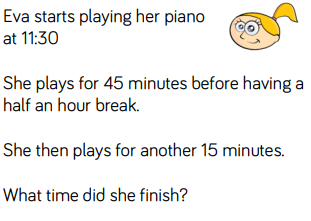 Eva starts playing her piano
at 11:30
She plays for 45 minutes before having a
half an hour break.
She then plays for another 15 minutes.
What time did she finish?